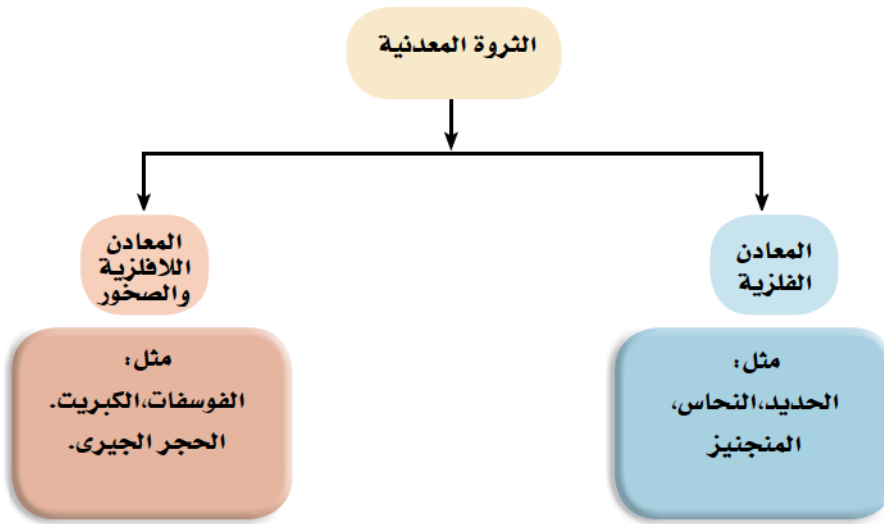 الثروة المعدنية
المعادن
الفلزية
مثل:
الحديد،النحاس،
المنجنيز
المعادن
اللافلزية
والصخور
مثل:
الفوسفات،الكبريت.
الحجر الجيرى.